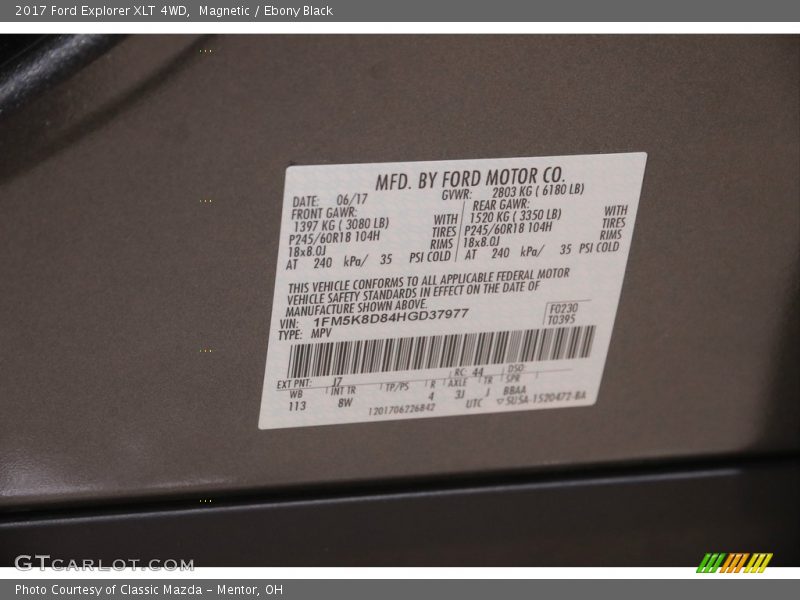 2017 Ford Explorer XLT 4WD,  Magnetic / Ebony Black
MFD. BY FORD MOTOR CO.
DATE: 06/17 GVWR: 2803 KG ( 6180 LB)
FRONT GAWR: REAR GAWR:
1397 KG ( 3080 LB) WITH 1520 KG ( 3350 LB) WITH
P245/60R18 104H TIRES P245/60R18 104H TIRES
18x8.0J RIMS 18x8.0J RIMS
AT 240 kPa/ 35 PSI COLD AT 240 kPa/ 35 PSI COLD
THIS VEHICLE CONFORMS TO ALL APPLICABLE FEDERAL MOTOR
VEHICLE SAFETY STANDARDS IN EFFECT ON THE DATE OF
MANUFACTURE SHOWN ABOVE.
VIN: 1FM5K8D84HGD37977 F0230
TYPE: MPV T0395
EXT PNT: J7 RC: 44 DSO:
WB INT TR TP/PS R AXLE TR SPR
113 8W 4 3J J BBAA
1201706226842 UTC ▽5U5A-1520472-BA
GTCARLOT.COM
Photo Courtesy of Classic Mazda - Mentor, OH